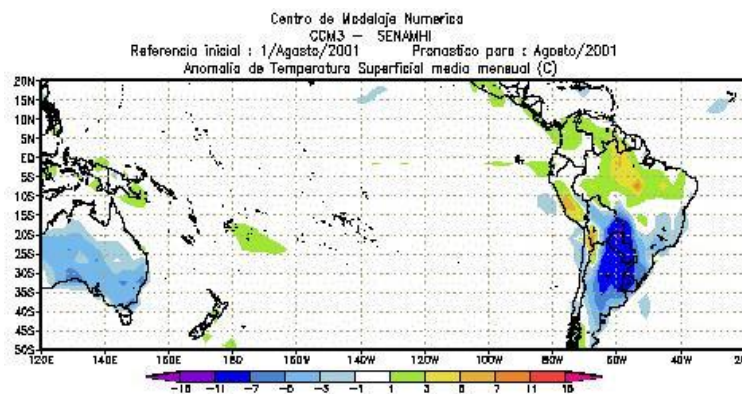 Centro de Modelaje Numerico
CCM3 - SENAMHI
Referencia inicial : 1/Agosto/2001 Pronostico para : Agosto/2001
Anomalia de Temperatura Superficial media mensual (C)
20N
15N
10N
5N
EQ
5S
10S
15S
20S
25S
30S
35S
40S
45S
50S
120E 140E 160E 180 160W 140W 120W 100W 80W 60W 40W 20W
-15 -11 -7 -5 -3 -1 1 3 5 7 11 15